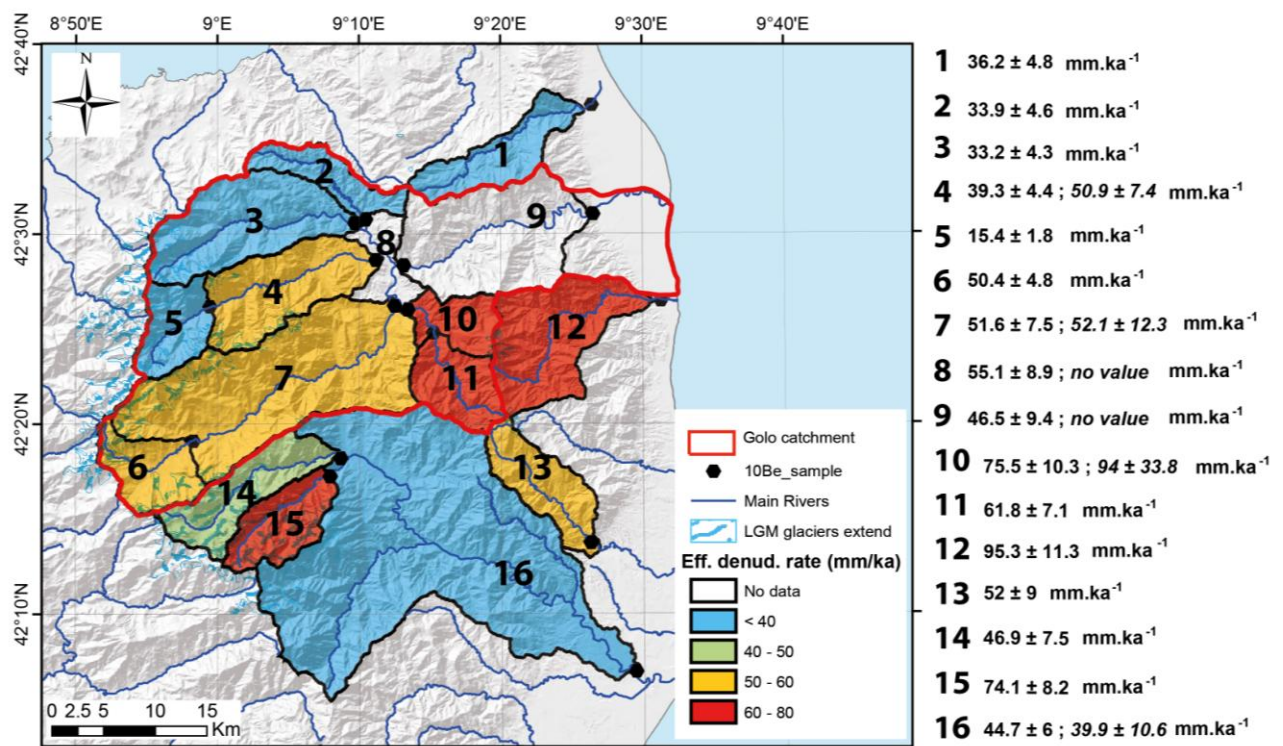 8°50'E 9°E 9°10'E 9°20'E 9°30'E 9°40'E
42°40'N
42°30'N
42°20'N
42°10'N
N
1
2
3
4
5
6
7
8
9
10
11
12
13
14
15
16
0 2.5 5 10 15
Km
Golo catchment
10Be_sample
Main Rivers
LGM glaciers extend
Eff. denud. rate (mm/ka)
No data
< 40
40 - 50
50 - 60
60 - 80
1 36.2 ± 4.8 mm.ka⁻¹
2 33.9 ± 4.6 mm.ka⁻¹
3 33.2 ± 4.3 mm.ka⁻¹
4 39.3 ± 4.4 ; 50.9 ± 7.4 mm.ka⁻¹
5 15.4 ± 1.8 mm.ka⁻¹
6 50.4 ± 4.8 mm.ka⁻¹
7 51.6 ± 7.5 ; 52.1 ± 12.3 mm.ka⁻¹
8 55.1 ± 8.9 ; no value mm.ka⁻¹
9 46.5 ± 9.4 ; no value mm.ka⁻¹
10 75.5 ± 10.3 ; 94 ± 33.8 mm.ka⁻¹
11 61.8 ± 7.1 mm.ka⁻¹
12 95.3 ± 11.3 mm.ka⁻¹
13 52 ± 9 mm.ka⁻¹
14 46.9 ± 7.5 mm.ka⁻¹
15 74.1 ± 8.2 mm.ka⁻¹
16 44.7 ± 6 ; 39.9 ± 10.6 mm.ka⁻¹